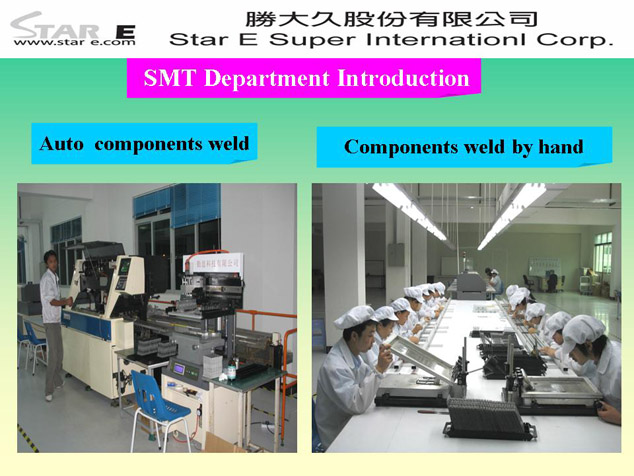 STAR E
www.star e.com
勝大久股份有限公司
Star E Super Internationl Corp.
SMT Department Introduction
Auto components weld
Components weld by hand